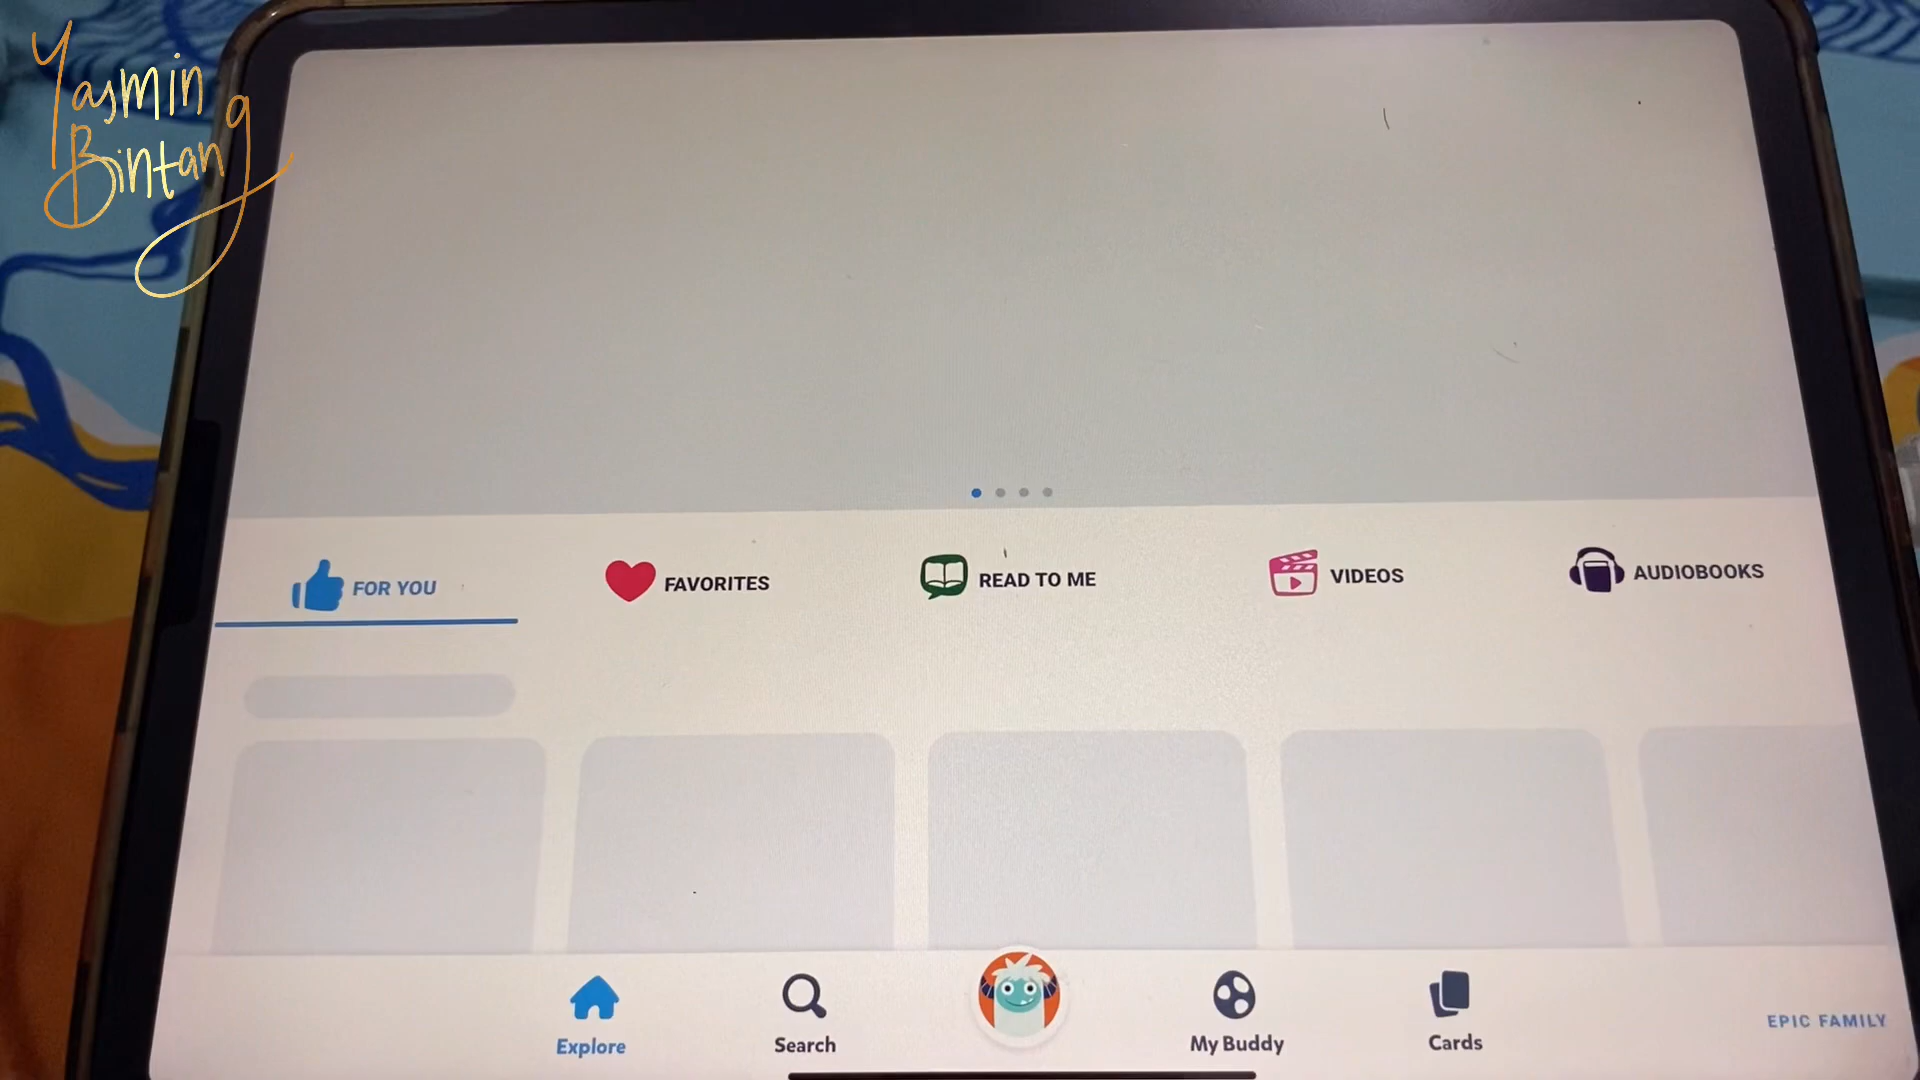 Yasmin
Bintang
FOR YOU
FAVORITES
READ TO ME
VIDEOS
AUDIOBOOKS
Explore
Search
My Buddy
Cards
EPIC FAMILY